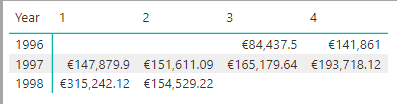 Year 1 2 3 4
1996 €84,437.5 €141,861
1997 €147,879.9 €151,611.09 €165,179.64 €193,718.12
1998 €315,242.12 €154,529.22